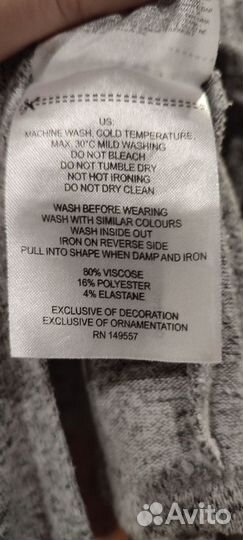 US:
MACHINE WASH, COLD TEMPERATURE,
MAX. 30°C MILD WASHING
DO NOT BLEACH
DO NOT TUMBLE DRY
NOT HOT IRONING
DO NOT DRY CLEAN
WASH BEFORE WEARING
WASH WITH SIMILAR COLOURS
WASH INSIDE OUT
IRON ON REVERSE SIDE
PULL INTO SHAPE WHEN DAMP AND IRON
80% VISCOSE
16% POLYESTER
4% ELASTANE
EXCLUSIVE OF DECORATION
EXCLUSIVE OF ORNAMENTATION
RN 149557
Avito